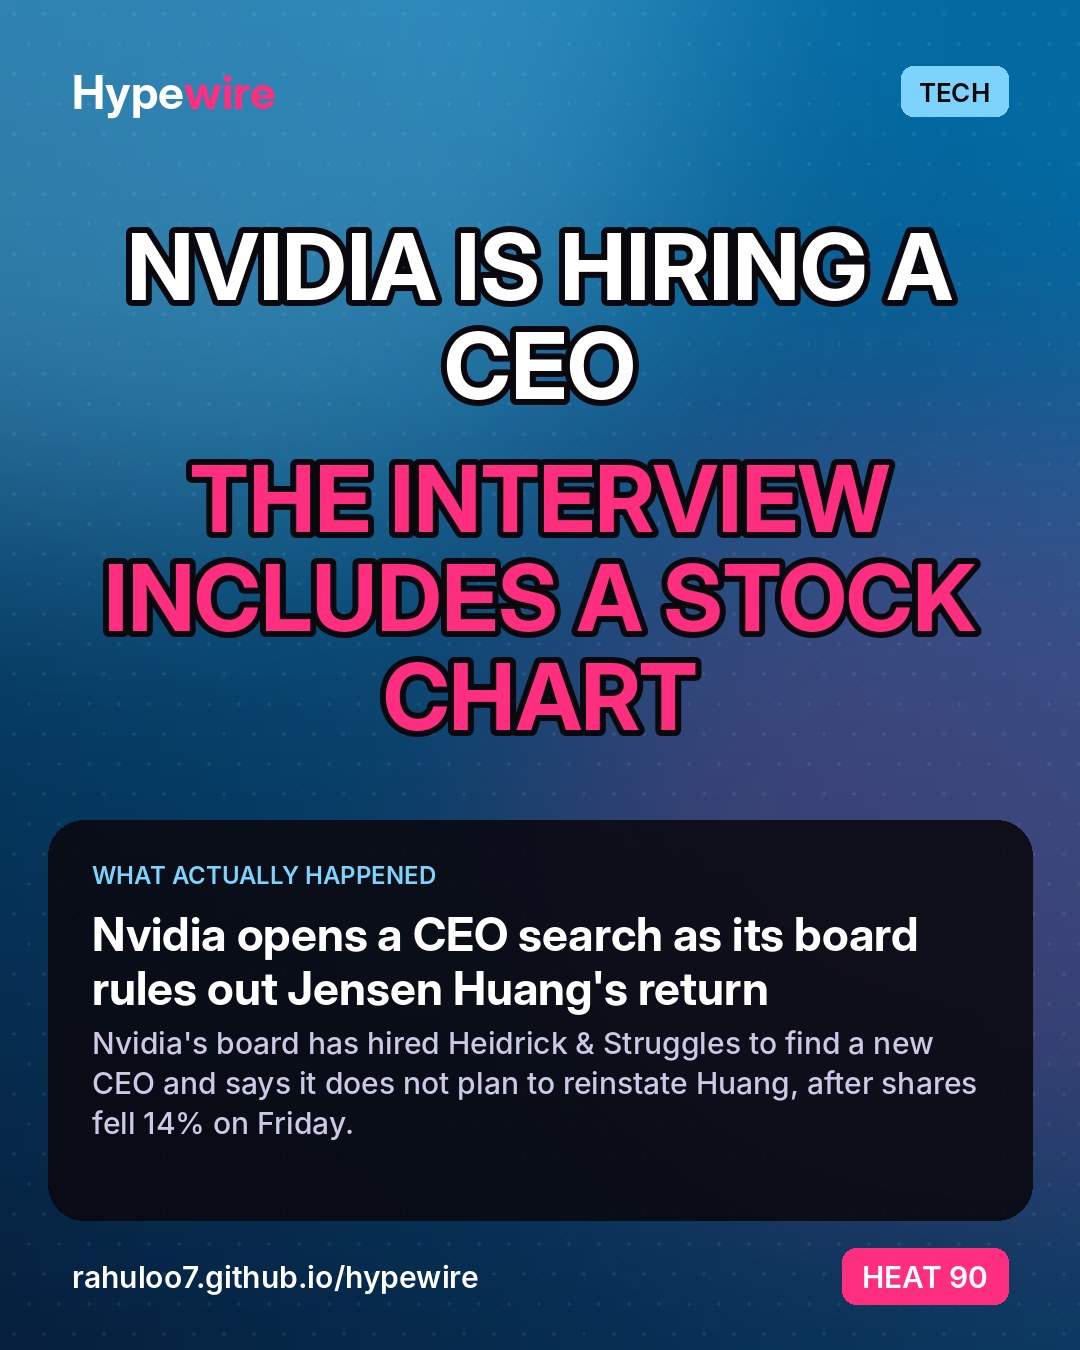 Hypewire
TECH
NVIDIA IS HIRING A
CEO
THE INTERVIEW
INCLUDES A STOCK
CHART
WHAT ACTUALLY HAPPENED
Nvidia opens a CEO search as its board
rules out Jensen Huang's return
Nvidia's board has hired Heidrick & Struggles to find a new
CEO and says it does not plan to reinstate Huang, after shares
fell 14% on Friday.
rahuloo7.github.io/hypewire
HEAT 90